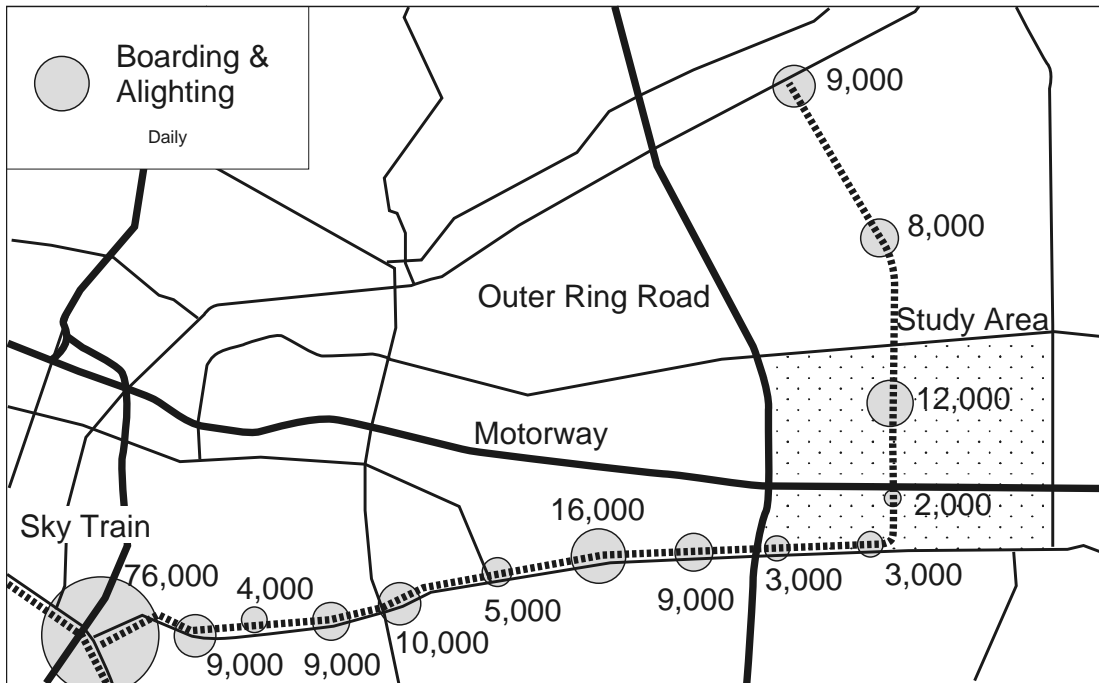 Boarding &
Alighting
Daily
9,000
8,000
Outer Ring Road
Study Area
12,000
Motorway
2,000
16,000
Sky Train
76,000
4,000
5,000
9,000
3,000
3,000
10,000
9,000
9,000